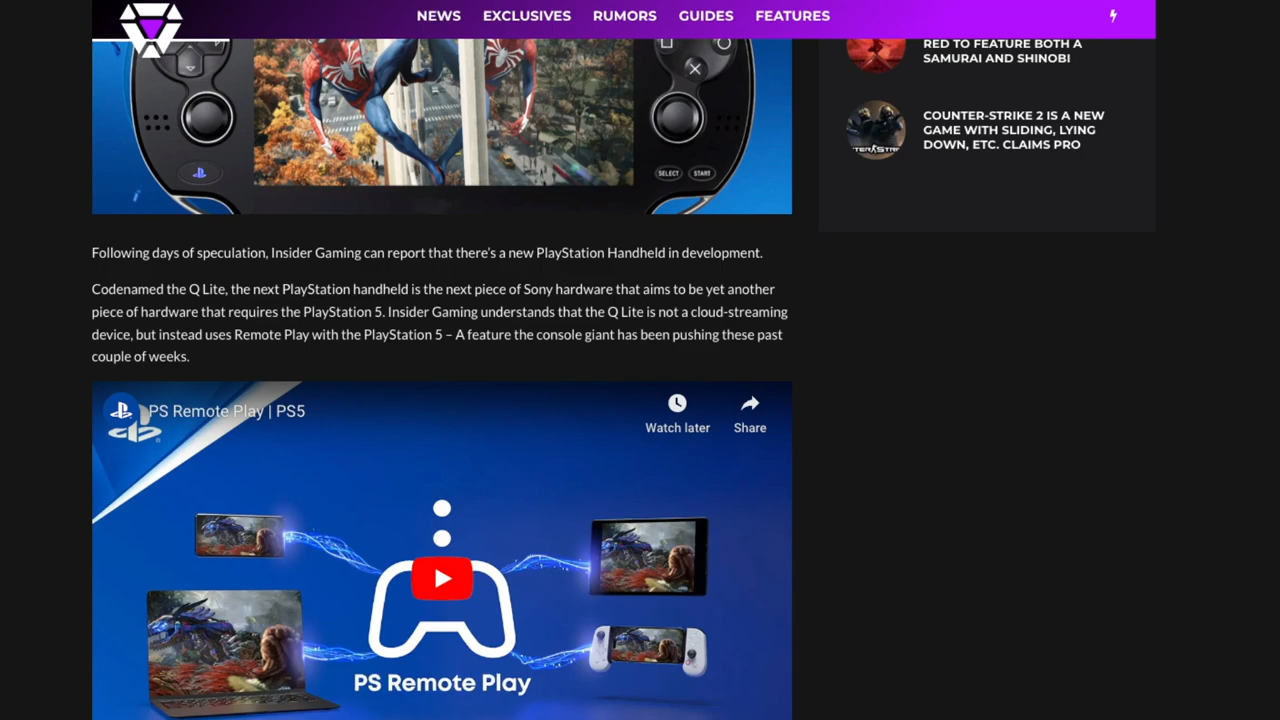 NEWS EXCLUSIVES RUMORS GUIDES FEATURES
SELECT START
RED TO FEATURE BOTH A
SAMURAI AND SHINOBI
COUNTER-STRIKE 2 IS A NEW
GAME WITH SLIDING, LYING
DOWN, ETC. CLAIMS PRO
Following days of speculation, Insider Gaming can report that there's a new PlayStation Handheld in development.
Codenamed the Q Lite, the next PlayStation handheld is the next piece of Sony hardware that aims to be yet another
piece of hardware that requires the PlayStation 5. Insider Gaming understands that the Q Lite is not a cloud-streaming
device, but instead uses Remote Play with the PlayStation 5 – A feature the console giant has been pushing these past
couple of weeks.
PS Remote Play | PS5
Watch later Share
PS Remote Play